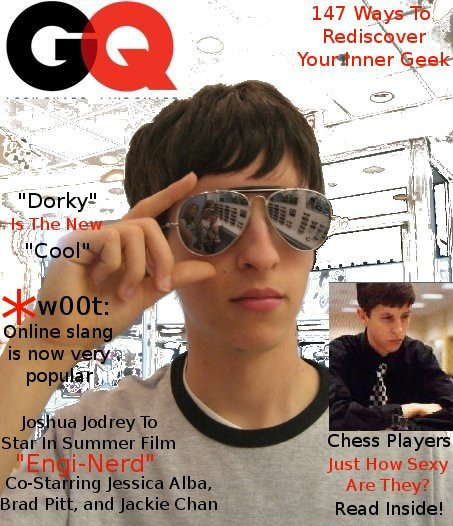 GQ
147 Ways To
Rediscover
Your Inner Geek
"Dorky"
Is The New
"Cool"
*w00t:
Online slang
is now very
popular
Joshua Jodrey To
Star In Summer Film
"Engi-Nerd"
Co-Starring Jessica Alba,
Brad Pitt, and Jackie Chan
Chess Players
Just How Sexy
Are They?
Read Inside!